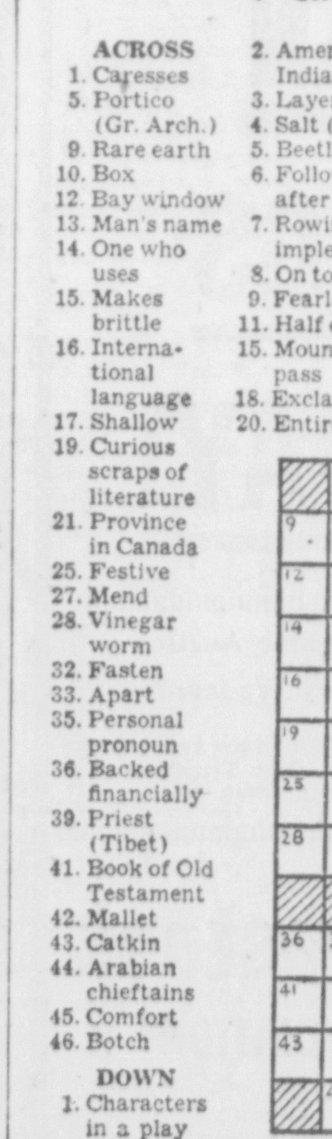 ACROSS
1. Caresses
5. Portico
(Gr. Arch.)
9. Rare earth
10. Box
12. Bay window
13. Man's name
14. One who
uses
15. Makes
brittle
16. Interna-
tional
language
17. Shallow
19. Curious
scraps of
literature
21. Province
in Canada
25. Festive
27. Mend
28. Vinegar
worm
32. Fasten
33. Apart
35. Personal
pronoun
36. Backed
financially
39. Priest
(Tibet)
41. Book of Old
Testament
42. Mallet
43. Catkin
44. Arabian
chieftains
45. Comfort
46. Botch
DOWN
1. Characters
in a play
2. Amer
India
3. Laye
4. Salt (
5. Beetl
6. Follo
after
7. Rowi
imple
8. On to
9. Fearl
11. Half
15. Moun
pass
18. Excla
20. Entir
9
12
14
16
19
25
28
36
41
43